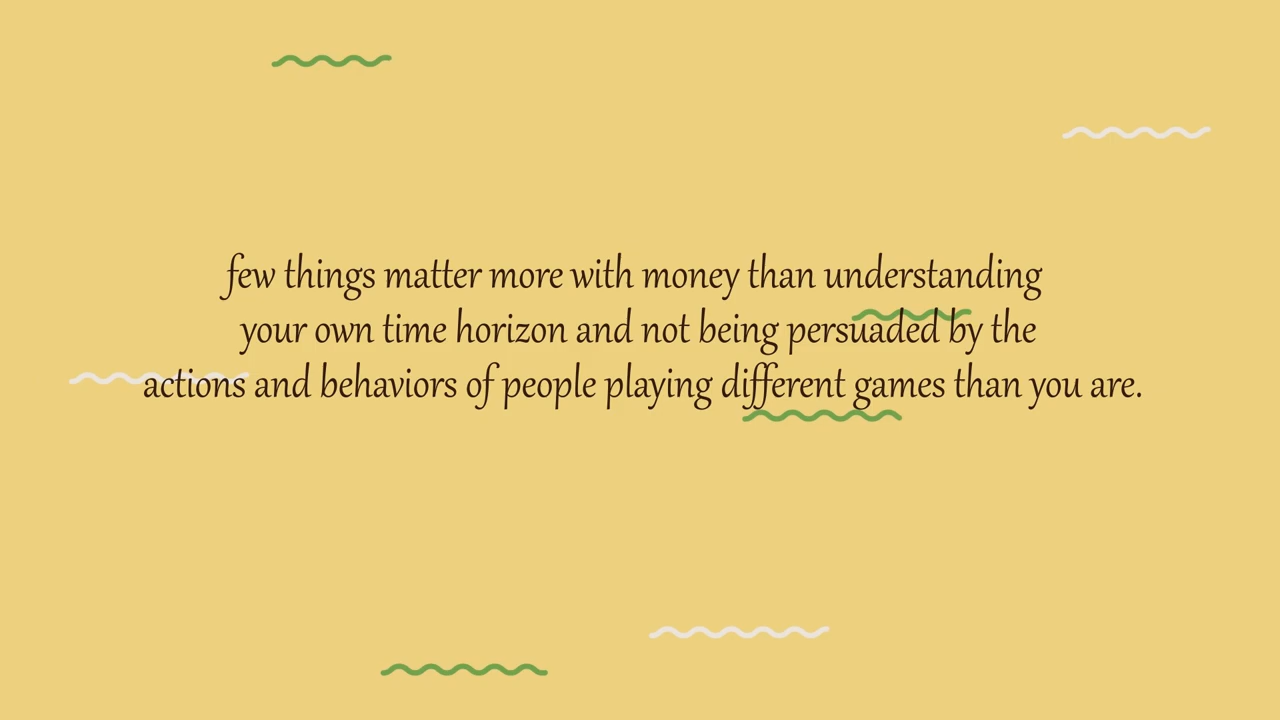 few things matter more with money than understanding
your own time horizon and not being persuaded by the
actions and behaviors of people playing different games than you are.